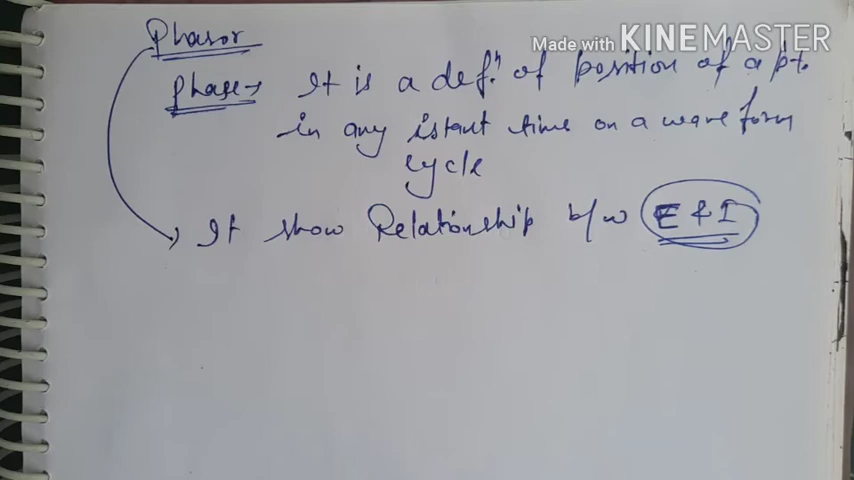 Phasor
Made with KINEMASTER
Phase → It is a defn. of position of a pt.
in any istant time on a wave form
cycle
It show Relationship b/w E & I